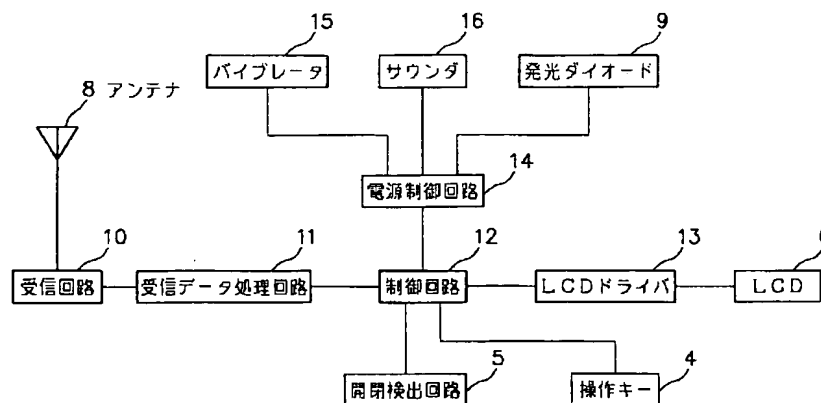 15
16
9
バイブレータ
サウンダ
発光ダイオード
8 アンテナ
電源制御回路
14
10
11
12
13
受信回路
受信データ処理回路
制御回路
LCDドライバ
LCD
5
4
開閉検出回路
操作キー